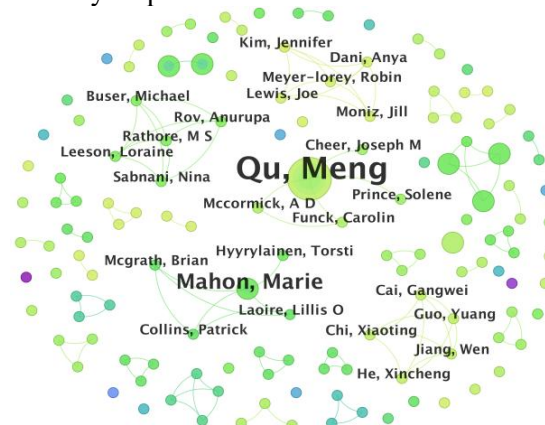 Kim, Jennifer
Dani, Anya
Meyer-lorey, Robin
Lewis, Joe
Buser, Michael
Moniz, Jill
Rov, Anurupa
Rathore, M S
Cheer, Joseph M
Leeson, Loraine
Qu, Meng
Sabnani, Nina
Prince, Solene
Mccormick, A D
Funck, Carolin
Hyyrylainen, Torsti
Mcgrath, Brian
Mahon, Marie
Cai, Gangwei
Laoire, Lillis O
Guo, Yuang
Collins, Patrick
Chi, Xiaoting
Jiang, Wen
He, Xincheng